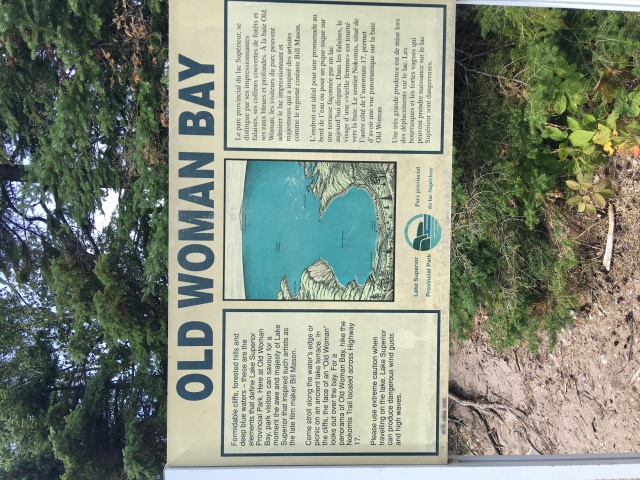 OLD WOMAN BAY
Formidable cliffs, forested hills and
deep blue waters – these are the
elements that define Lake Superior
Provincial Park. Here at Old Woman
Bay, park visitors can savour for a
moment the awe and majesty of Lake
Superior that inspired such artists as
the late film maker Bill Mason.
Come stroll along the water's edge or
picnic on an ancient lake terrace. In
the cliffs, the face of an "Old Woman"
looks out over the bay. For a
panorama of Old Woman Bay, hike the
Nokomis Trail located across Highway
17.
Please use extreme caution when
travelling on the lake. Lake Superior
can produce dangerous wind gusts
and high waves.
Lake Superior
Provincial Park
Parc provincial
du lac Supérieur
Le parc provincial du lac Supérieur, se
distingue par ses impressionnantes
falaises, ses collines couvertes de forêts et
ses eaux bleues et profondes. À la baie Old
Woman, les visiteurs du parc peuvent
admirer le lac impressionnant et
majestueux qui a inspiré des artistes
comme le regretté cinéaste Bill Mason.
L'endroit est idéal pour une promenade au
bord de l'eau ou pour un pique-nique sur
une terrasse façonnée par un lac
aujourd'hui disparu. Dans les falaises, le
visage d'une «vieille femme» est tourné
vers la baie. Le sentier Nokomis, situé de
l'autre côté de l'autoroute 17, permet
d'avoir une vue panoramique sur la baie
Old Woman.
Une très grande prudence est de mise lors
des déplacements sur le lac. Les
bourrasques et les fortes vagues qui
peuvent prendre naissance sur le lac
Supérieur sont dangereuses.